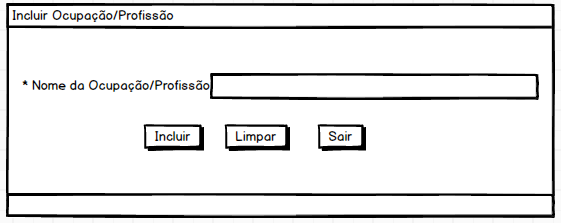 Incluir Ocupação/Profissão
* Nome da Ocupação/Profissão
Incluir Limpar Sair